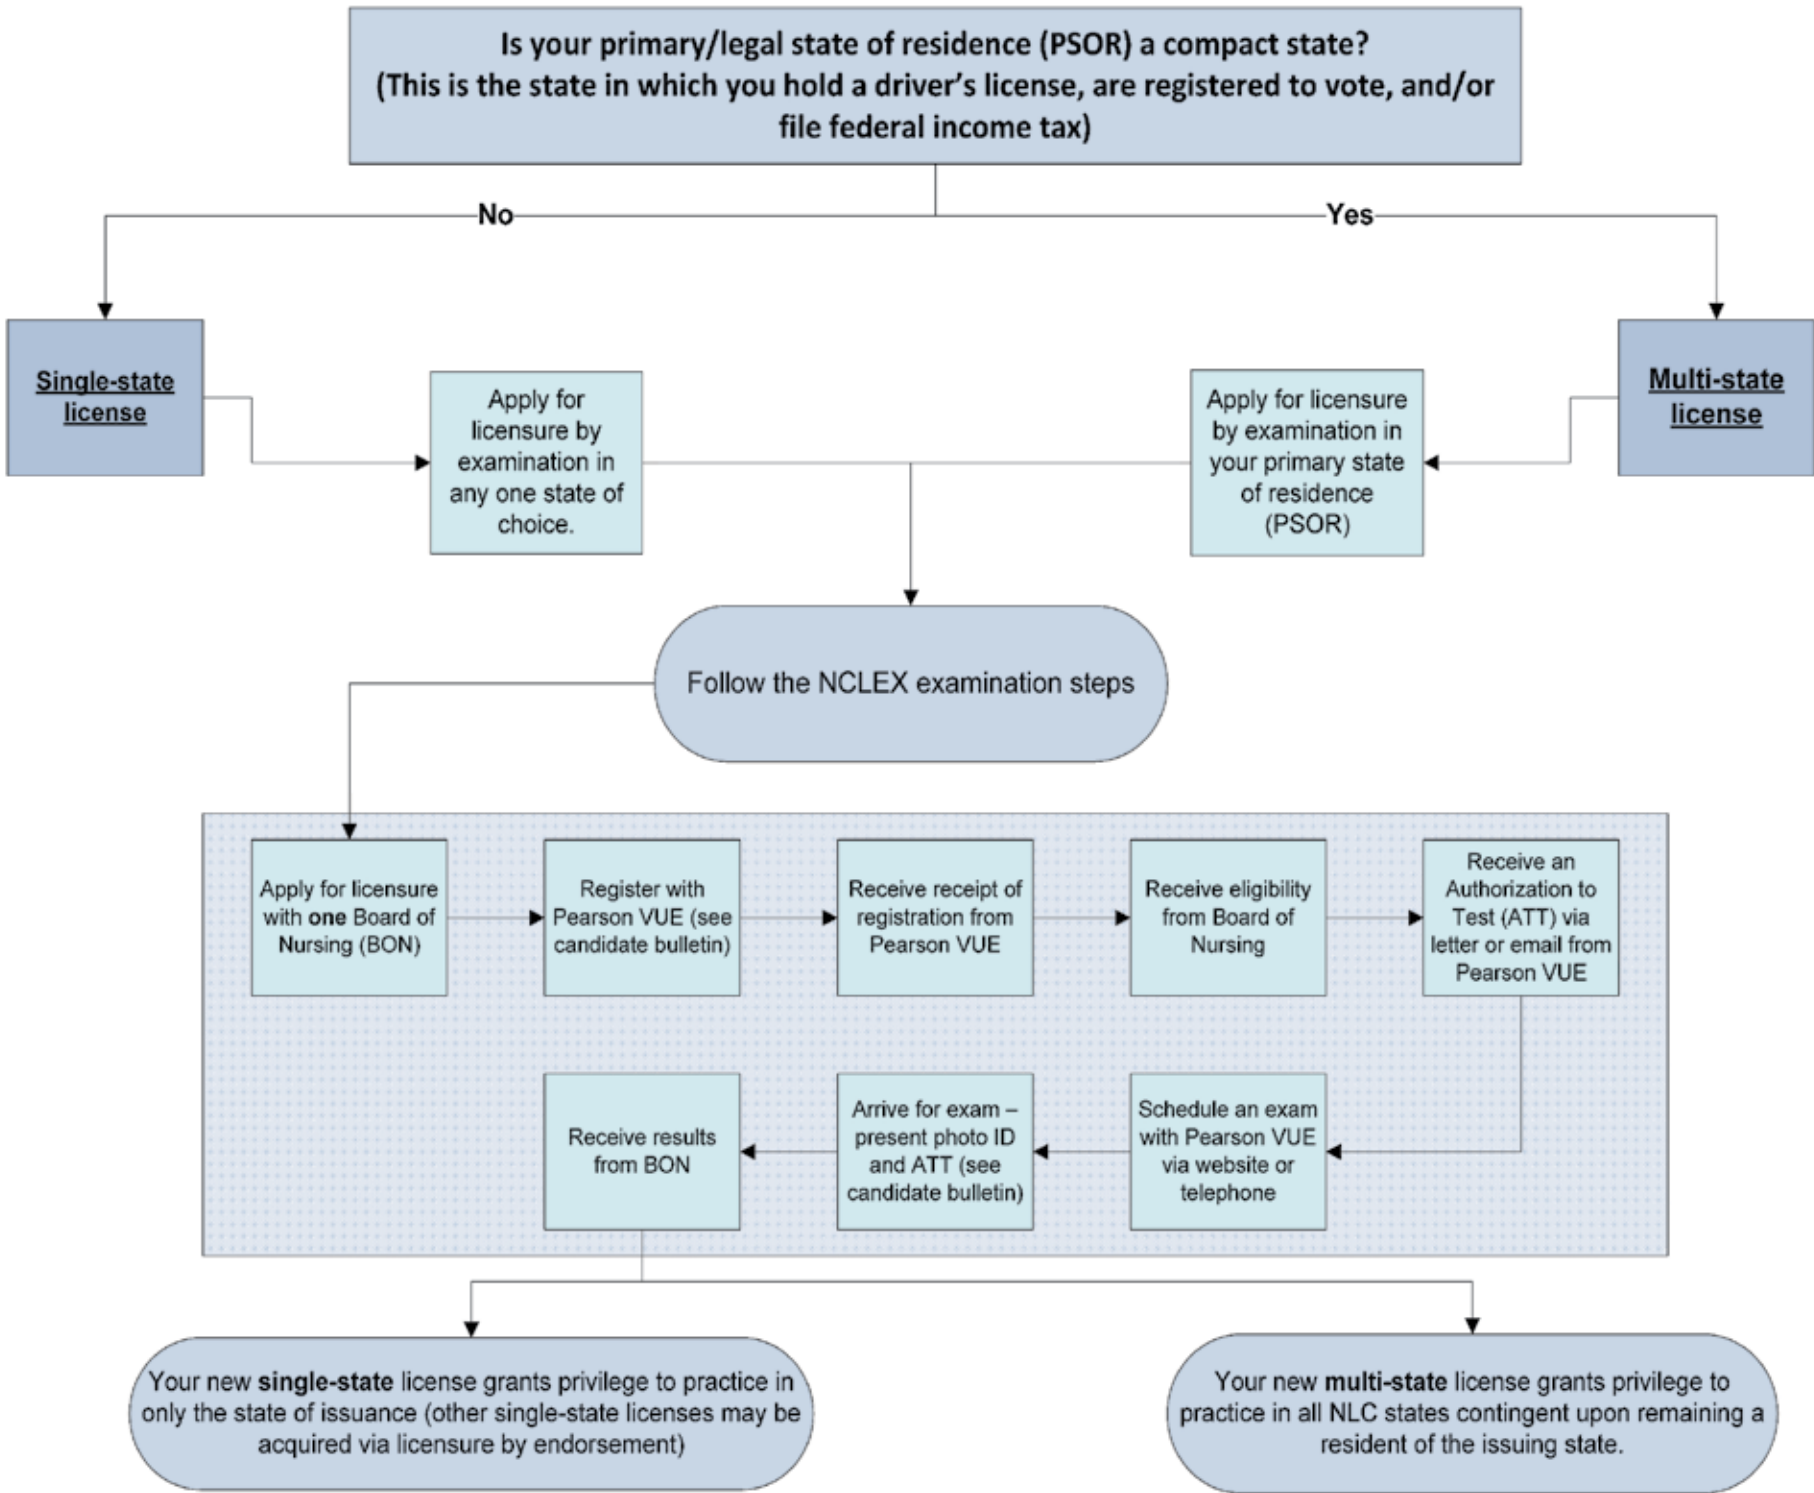 Is your primary/legal state of residence (PSOR) a compact state?
(This is the state in which you hold a driver's license, are registered to vote, and/or
file federal income tax)
No
Yes
Single-state
license
Apply for
licensure by
examination in
any one state of
choice.
Apply for licensure
by examination in
your primary state
of residence
(PSOR)
Multi-state
license
Follow the NCLEX examination steps
Apply for licensure
with one Board of
Nursing (BON)
Register with
Pearson VUE (see
candidate bulletin)
Receive receipt of
registration from
Pearson VUE
Receive eligibility
from Board of
Nursing
Receive an
Authorization to
Test (ATT) via
letter or email from
Pearson VUE
Schedule an exam
with Pearson VUE
via website or
telephone
Arrive for exam –
present photo ID
and ATT (see
candidate bulletin)
Receive results
from BON
Your new single-state license grants privilege to practice in
only the state of issuance (other single-state licenses may be
acquired via licensure by endorsement)
Your new multi-state license grants privilege to
practice in all NLC states contingent upon remaining a
resident of the issuing state.